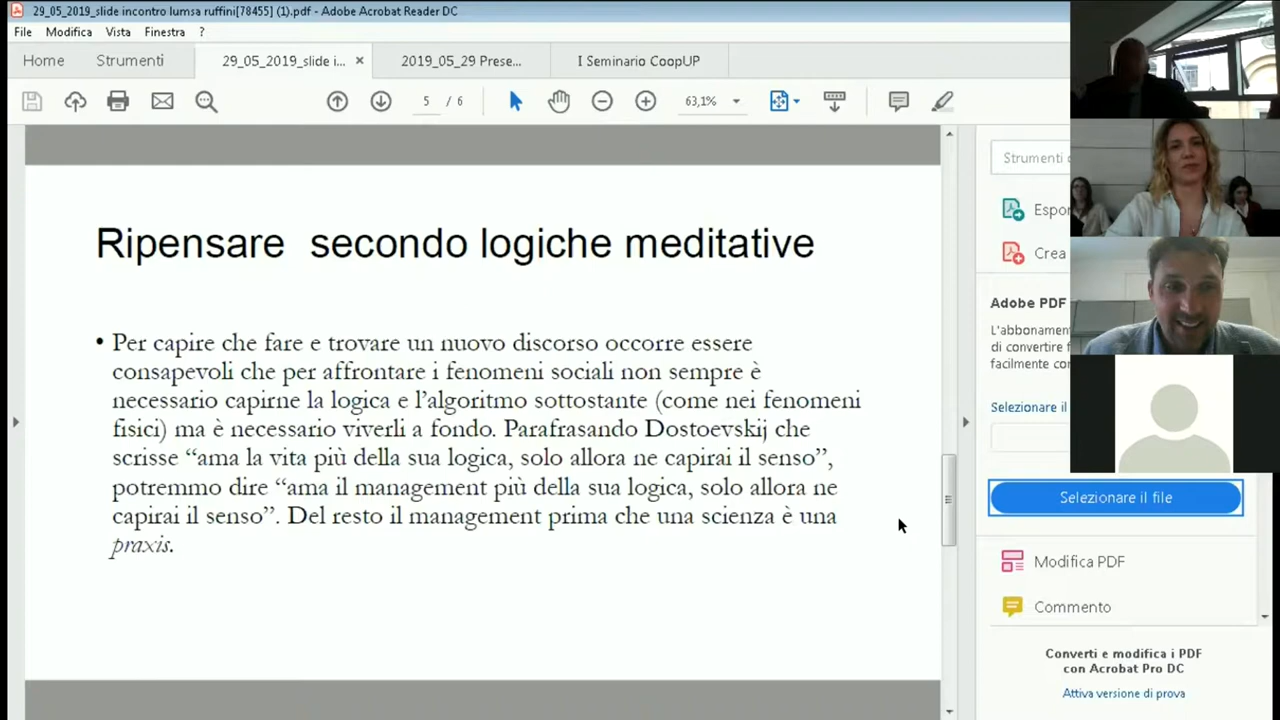 29_05_2019_slide incontro lumsa ruffini[78455] (1).pdf - Adobe Acrobat Reader DC
File Modifica Vista Finestra ?
Home Strumenti 29_05_2019_slide i... × 2019_05_29 Prese... I Seminario CoopUP
5 / 6 63,1%
Ripensare secondo logiche meditative
• Per capire che fare e trovare un nuovo discorso occorre essere
consapevoli che per affrontare i fenomeni sociali non sempre è
necessario capirne la logica e l’algoritmo sottostante (come nei fenomeni
fisici) ma è necessario viverli a fondo. Parafrasando Dostoevskij che
scrisse “ama la vita più della sua logica, solo allora ne capirai il senso”,
potremmo dire “ama il management più della sua logica, solo allora ne
capirai il senso”. Del resto il management prima che una scienza è una
praxis.
Strumenti
Espor
Crea
Adobe PDF
L'abbonamen
di convertire f
facilmente co
Selezionare il
Selezionare il file
Modifica PDF
Commento
Converti e modifica i PDF
con Acrobat Pro DC
Attiva versione di prova